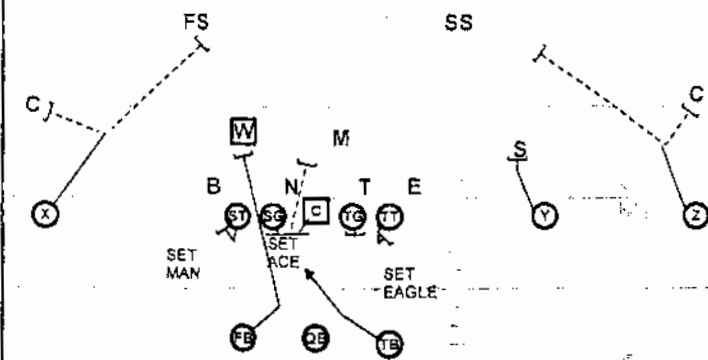 FS SS
C C
W M
S
B N T E
X ST SG C TG TT Y Z
SET MAN
SET ACE
SET EAGLE
FB QB TB